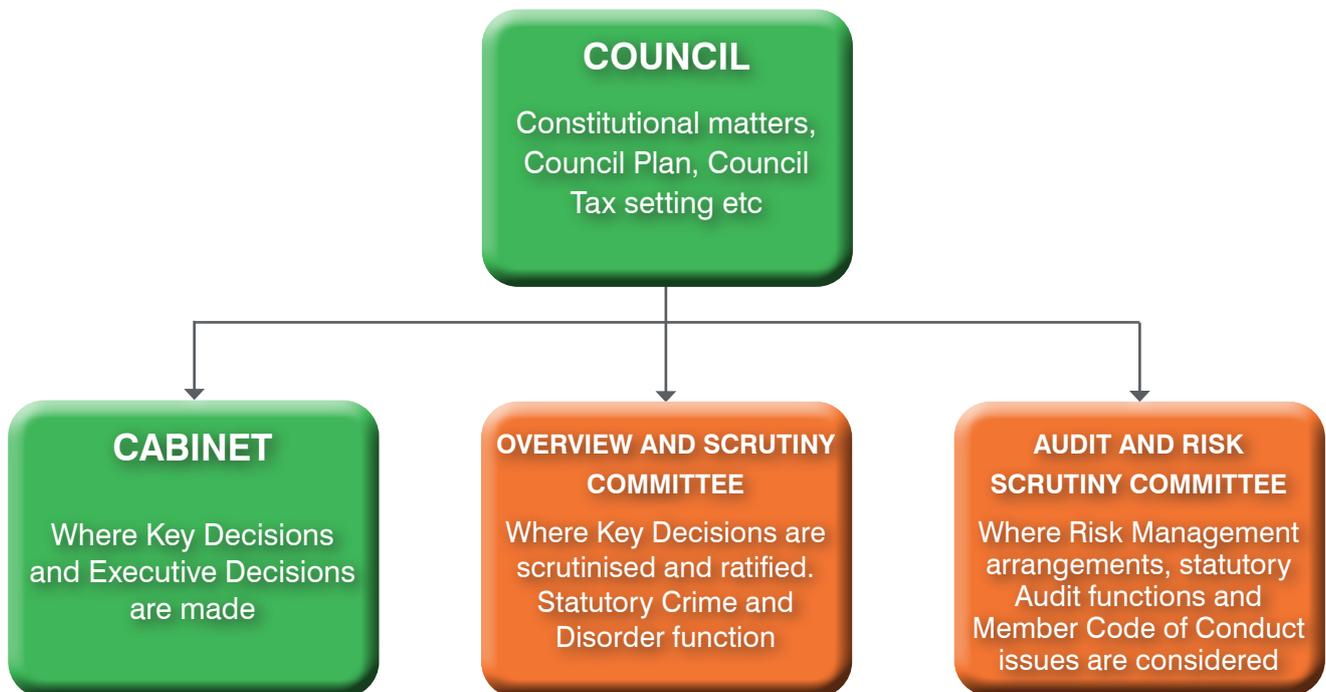 COUNCIL
Constitutional matters,
Council Plan, Council
Tax setting etc
CABINET
Where Key Decisions
and Executive Decisions
are made
OVERVIEW AND SCRUTINY
COMMITTEE
Where Key Decisions are
scrutinised and ratified.
Statutory Crime and
Disorder function
AUDIT AND RISK
SCRUTINY COMMITTEE
Where Risk Management
arrangements, statutory
Audit functions and
Member Code of Conduct
issues are considered